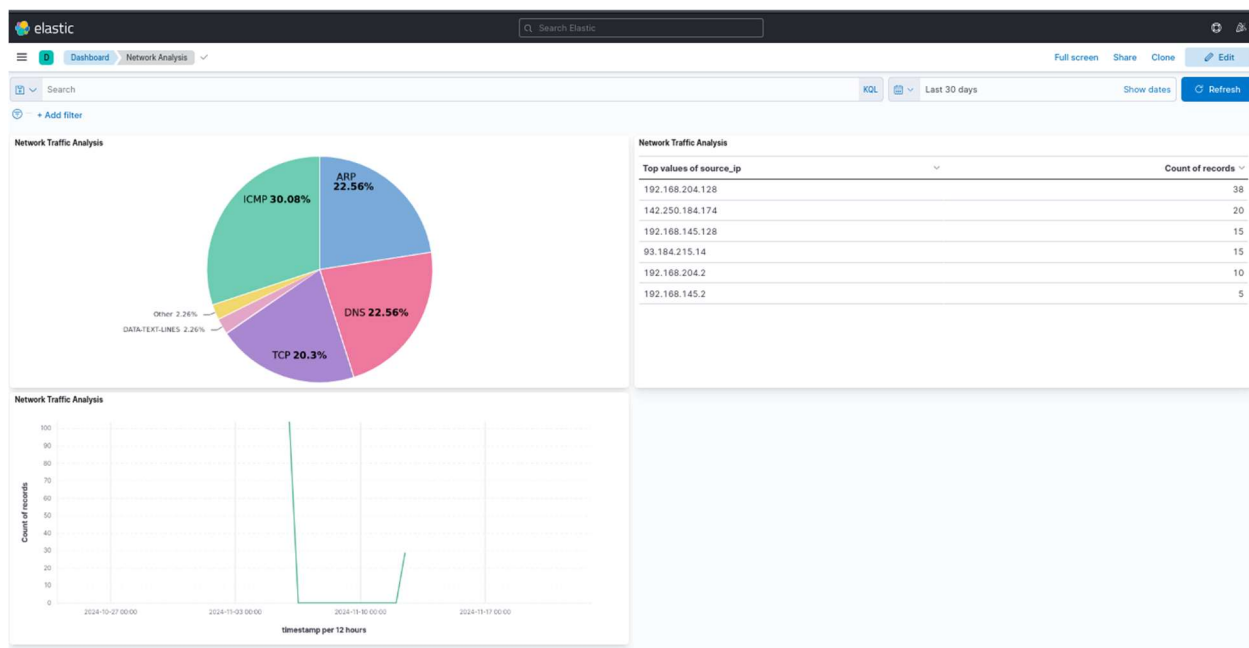 elastic
Search Elastic
D Dashboard Network Analysis
Full screen Share Clone Edit
Search KQL Last 30 days Show dates Refresh
+ Add filter
Network Traffic Analysis
ARP
22.56%
ICMP 30.08%
DNS 22.56%
Other 2.26%
DATA-TEXT-LINES 2.26%
TCP 20.3%
Network Traffic Analysis
Top values of source_ip Count of records
192.168.204.128 38
142.250.184.174 20
192.168.145.128 15
93.184.215.14 15
192.168.204.2 10
192.168.145.2 5
Network Traffic Analysis
100
90
80
70
60
50
40
30
20
10
0
Count of records
2024-10-27 00:00 2024-11-03 00:00 2024-11-10 00:00 2024-11-17 00:00
timestamp per 12 hours